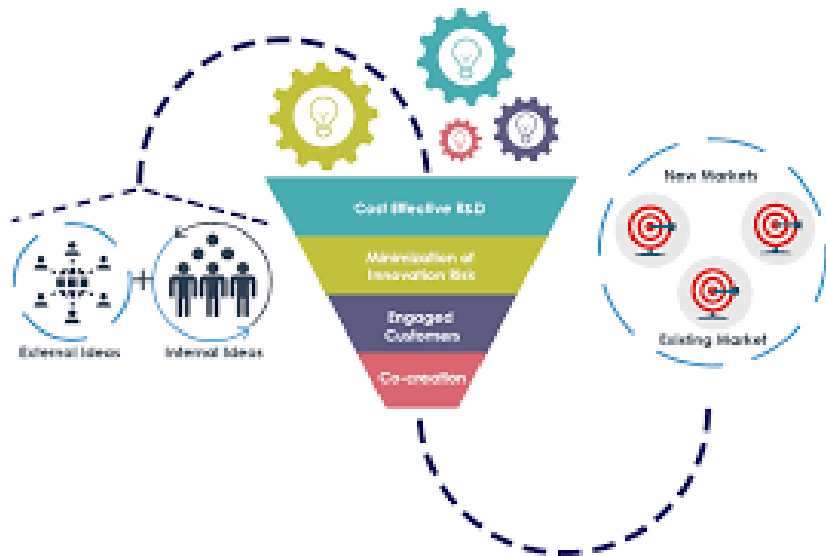 Cost Effective R&D
Minimization of
Innovation Risk
Engaged
Customers
Co-creation
External Ideas
Internal Ideas
New Markets
Existing Market